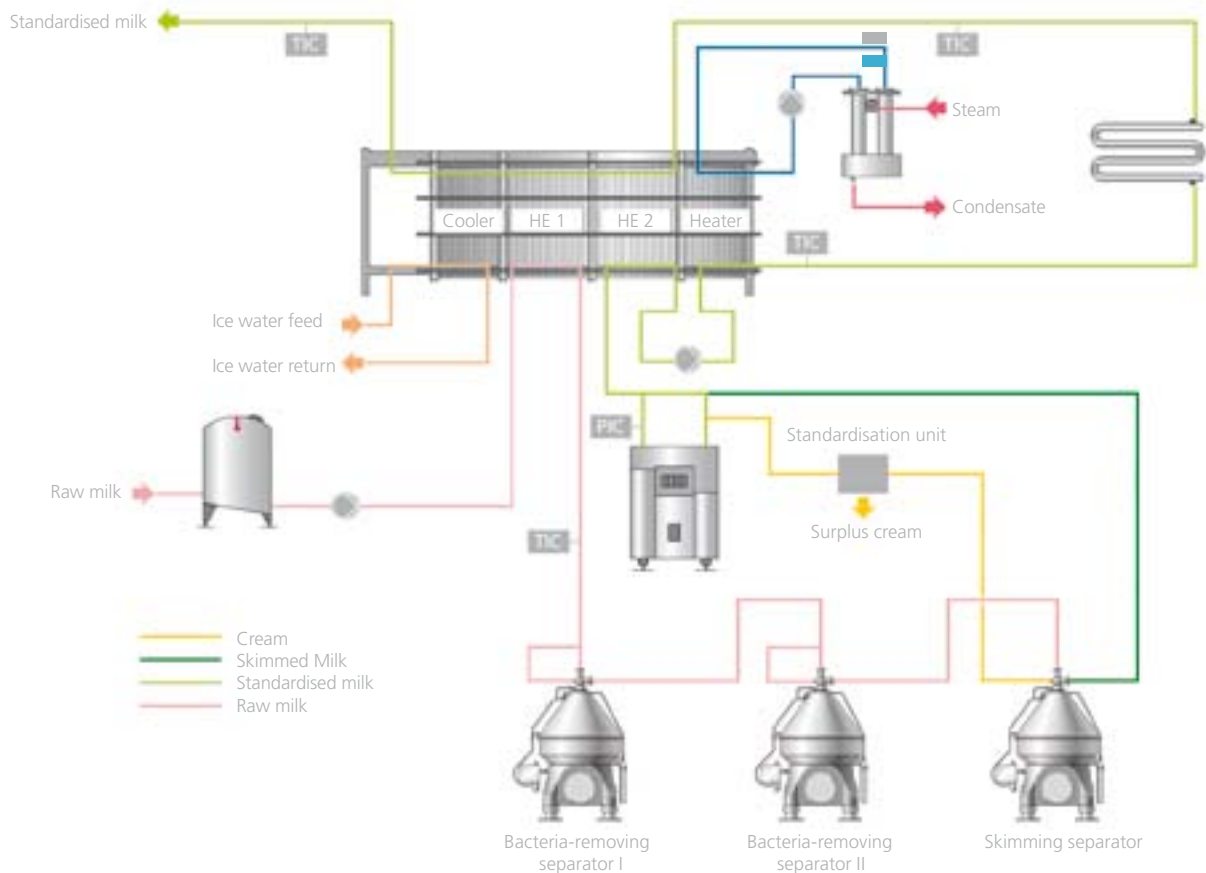 Standardised milk
TIC
TIC
Steam
Condensate
Cooler
HE 1
HE 2
Heater
TIC
Ice water feed
Ice water return
PIC
Standardisation unit
Raw milk
Surplus cream
TIC
Cream
Skimmed Milk
Standardised milk
Raw milk
Bacteria-removing
separator I
Bacteria-removing
separator II
Skimming separator